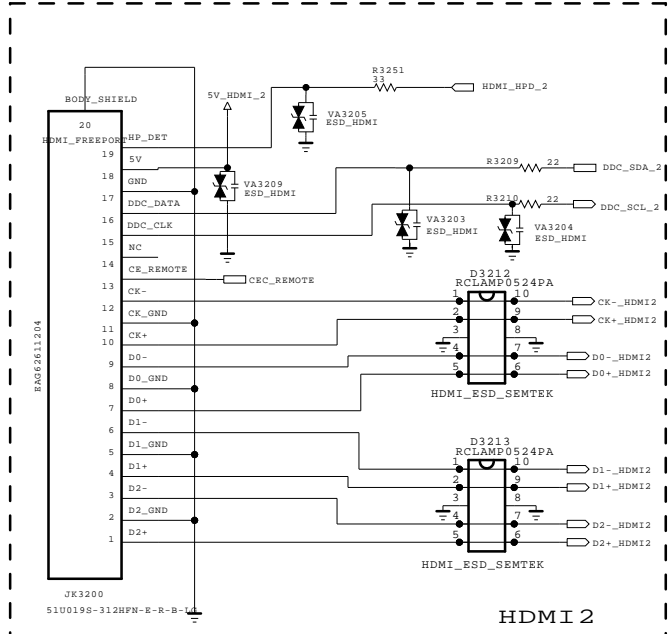 R3251
33
HDMI_HPD_2
BODY_SHIELD
5V_HDMI_2
VA3205
ESD_HDMI
20
HDMI_FREEPORT
HP_DET
19
5V
18
GND
17
DDC_DATA
16
DDC_CLK
15
NC
14
CE_REMOTE
13
CK-
12
CK_GND
11
CK+
10
D0-
9
D0_GND
8
D0+
7
D1-
6
D1_GND
5
D1+
4
D2-
3
D2_GND
2
D2+
1
VA3209
ESD_HDMI
R3209
22
DDC_SDA_2
R3210
22
DDC_SCL_2
VA3203
ESD_HDMI
VA3204
ESD_HDMI
CEC_REMOTE
D3212
RCLAMP0524PA
1
10
CK-_HDMI2
2
9
CK+_HDMI2
3
8
4
7
D0-_HDMI2
5
6
D0+_HDMI2
HDMI_ESD_SEMTEK
D3213
RCLAMP0524PA
1
10
D1-_HDMI2
2
9
D1+_HDMI2
3
8
4
7
D2-_HDMI2
5
6
D2+_HDMI2
HDMI_ESD_SEMTEK
EAG62611204
JK3200
51U019S-312HFN-E-R-B-LG
HDMI2